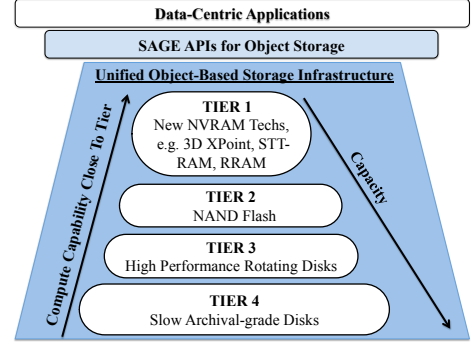 Data-Centric Applications
SAGE APIs for Object Storage
Unified Object-Based Storage Infrastructure
TIER 1
New NVRAM Techs,
e.g. 3D XPoint, STT-
RAM, RRAM
TIER 2
NAND Flash
TIER 3
High Performance Rotating Disks
TIER 4
Slow Archival-grade Disks
Compute Capability Close To Tier
Capacity